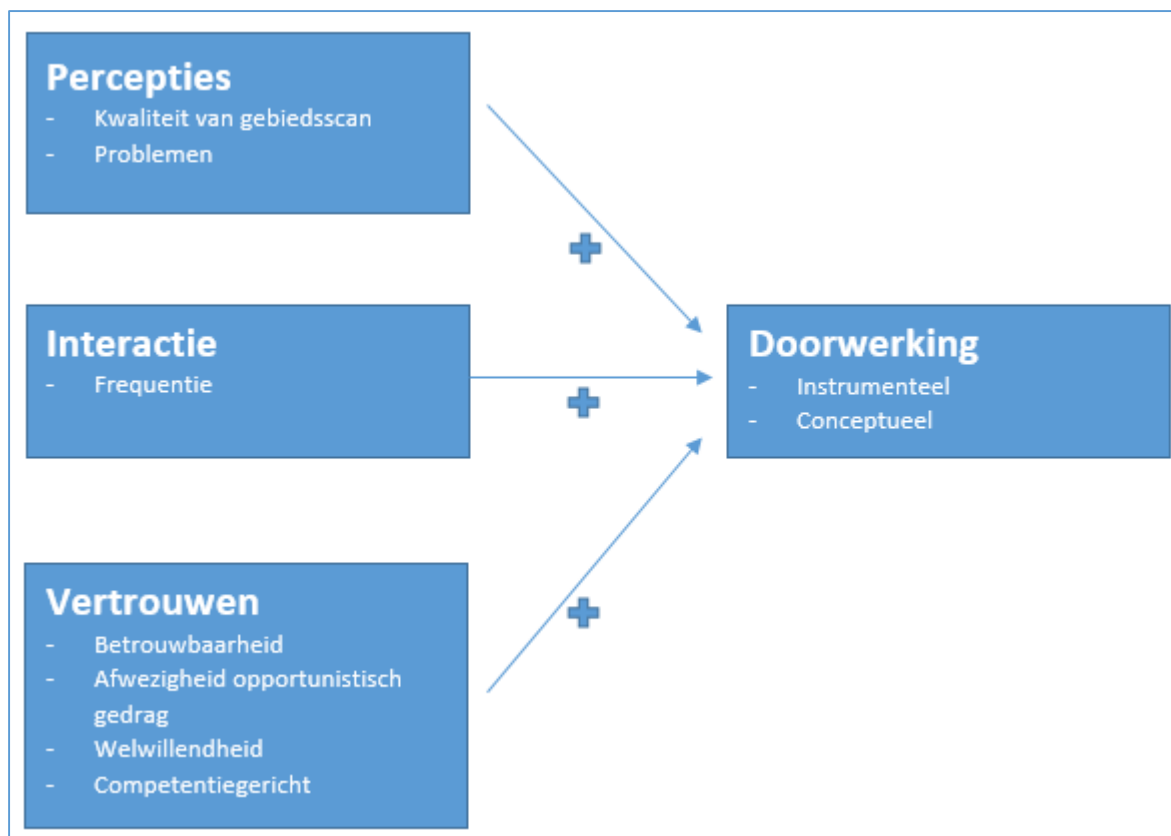 Percepties
- Kwaliteit van gebiedsscan
- Problemen
Interactie
- Frequentie
Vertrouwen
- Betrouwbaarheid
- Afwezigheid opportunistisch
gedrag
- Welwillendheid
- Competentiegericht
Doorwerking
- Instrumenteel
- Conceptueel